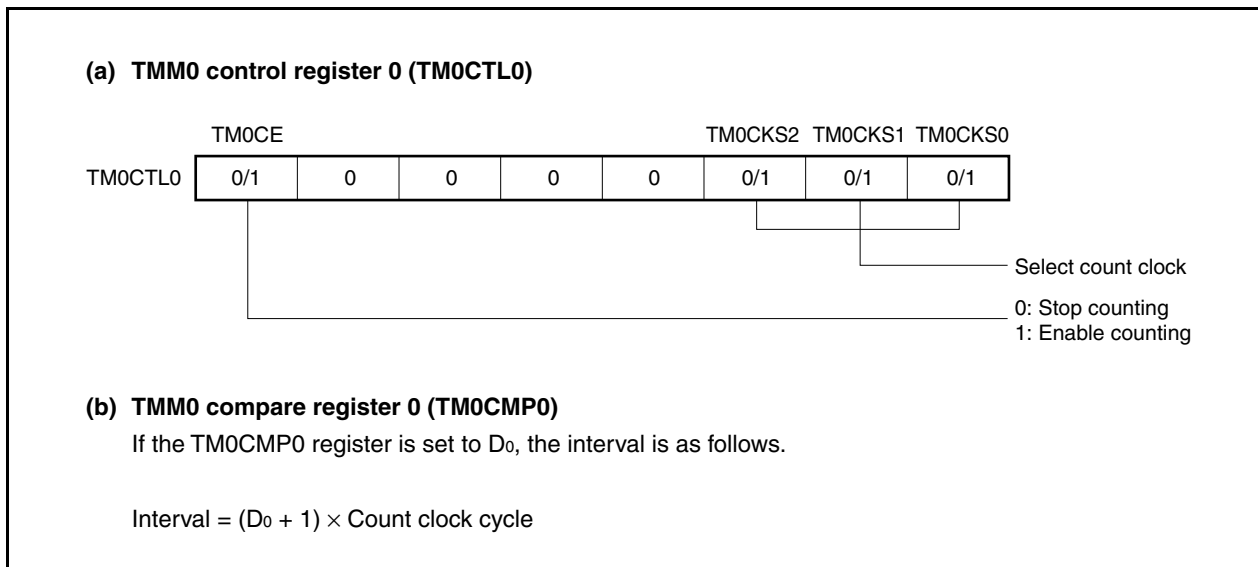 (a) TMM0 control register 0 (TM0CTL0)
TM0CE TM0CKS2 TM0CKS1 TM0CKS0
TM0CTL0 0/1 0 0 0 0 0/1 0/1 0/1
Select count clock
0: Stop counting
1: Enable counting
(b) TMM0 compare register 0 (TM0CMP0)
If the TM0CMP0 register is set to D0, the interval is as follows.
Interval = (D0 + 1) × Count clock cycle